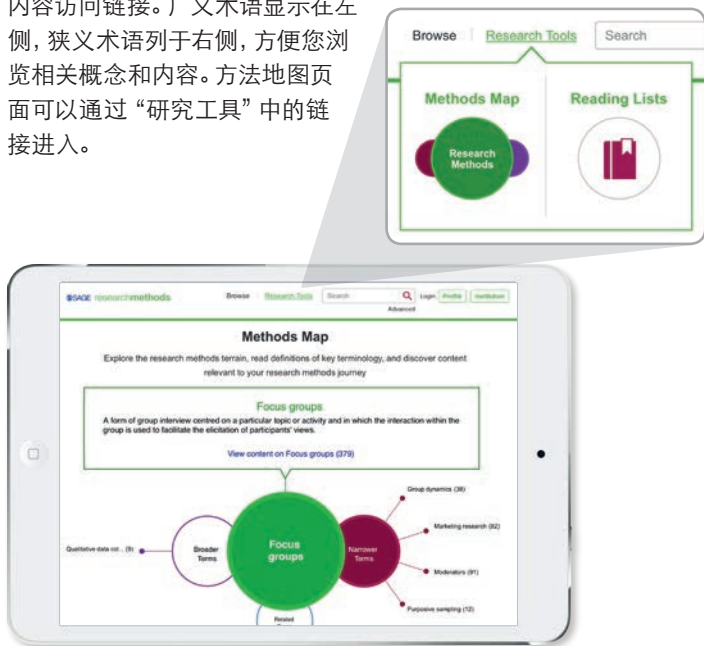 内容访问链接。广义术语显示在左
侧, 狭义术语列于右侧, 方便您浏
览相关概念和内容。方法地图页
面可以通过 “研究工具” 中的链
接进入。
Browse Research Tools Search
Methods Map Reading Lists
Research
Methods
SAGE researchmethods Browse Research Tools Search Login Profile Institution
Advanced
Methods Map
Explore the research methods terrain, read definitions of key terminology, and discover content
relevant to your research methods journey
Focus groups
A form of group interview centred on a particular topic or activity and in which the interaction within the
group is used to facilitate the elicitation of participants' views.
View content on Focus groups (379)
Group dynamics (38)
Marketing research (82)
Qualitative data col... (9)
Broader
Terms
Focus
groups
Narrower
Terms
Moderators (91)
Purposive sampling (12)
Related